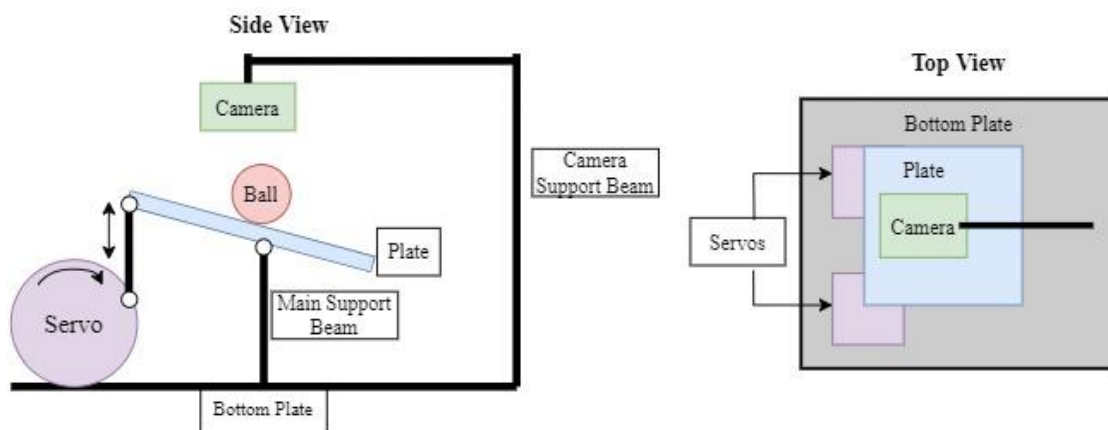 Side View
Camera
Ball
Camera
Support Beam
Plate
Main Support
Beam
Servo
Bottom Plate
Top View
Bottom Plate
Plate
Camera
Servos